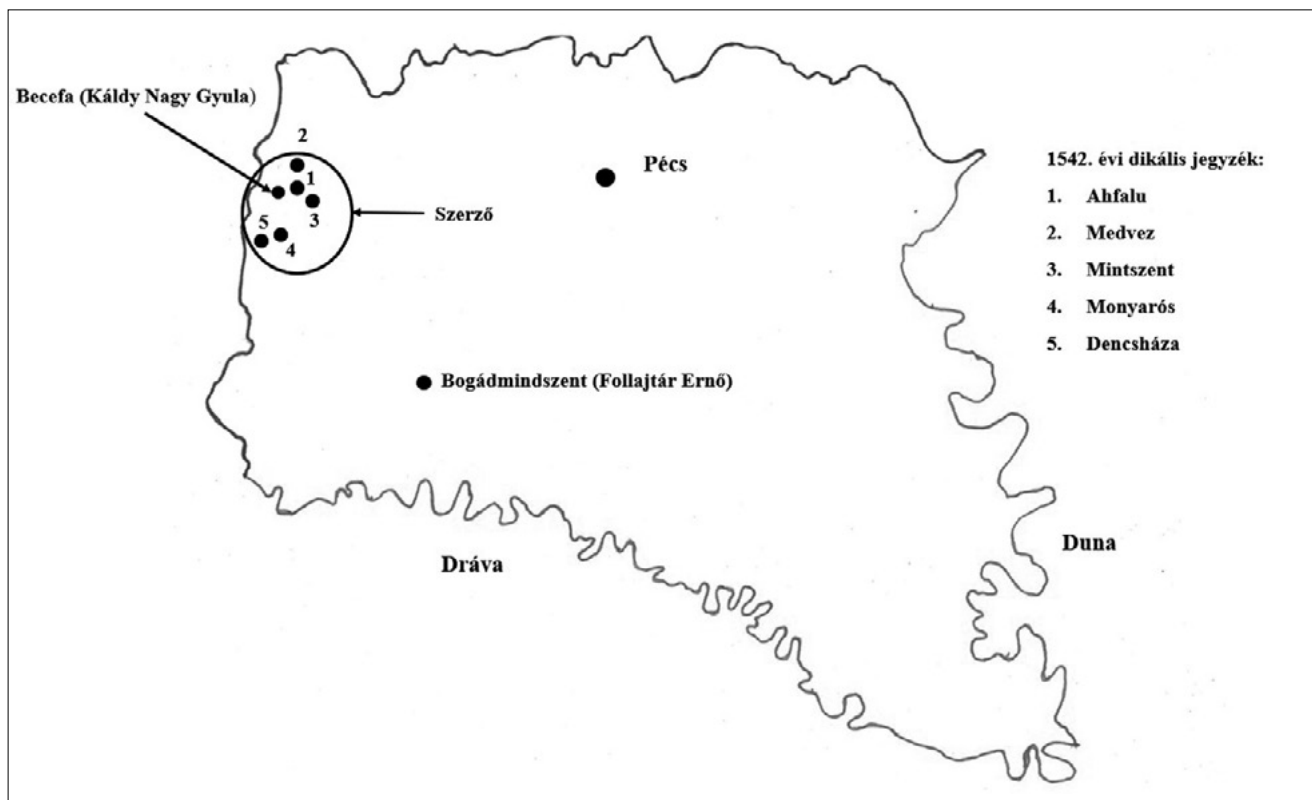 Becefa (Káldy Nagy Gyula)
2
1
3
5
4
Szerző
Pécs
Bogádmindszent (Follajtár Ernő)
Dráva
Duna
1542. évi dikális jegyzék:
1. Ahfalu
2. Medvez
3. Mintszent
4. Monyarós
5. Dencsháza